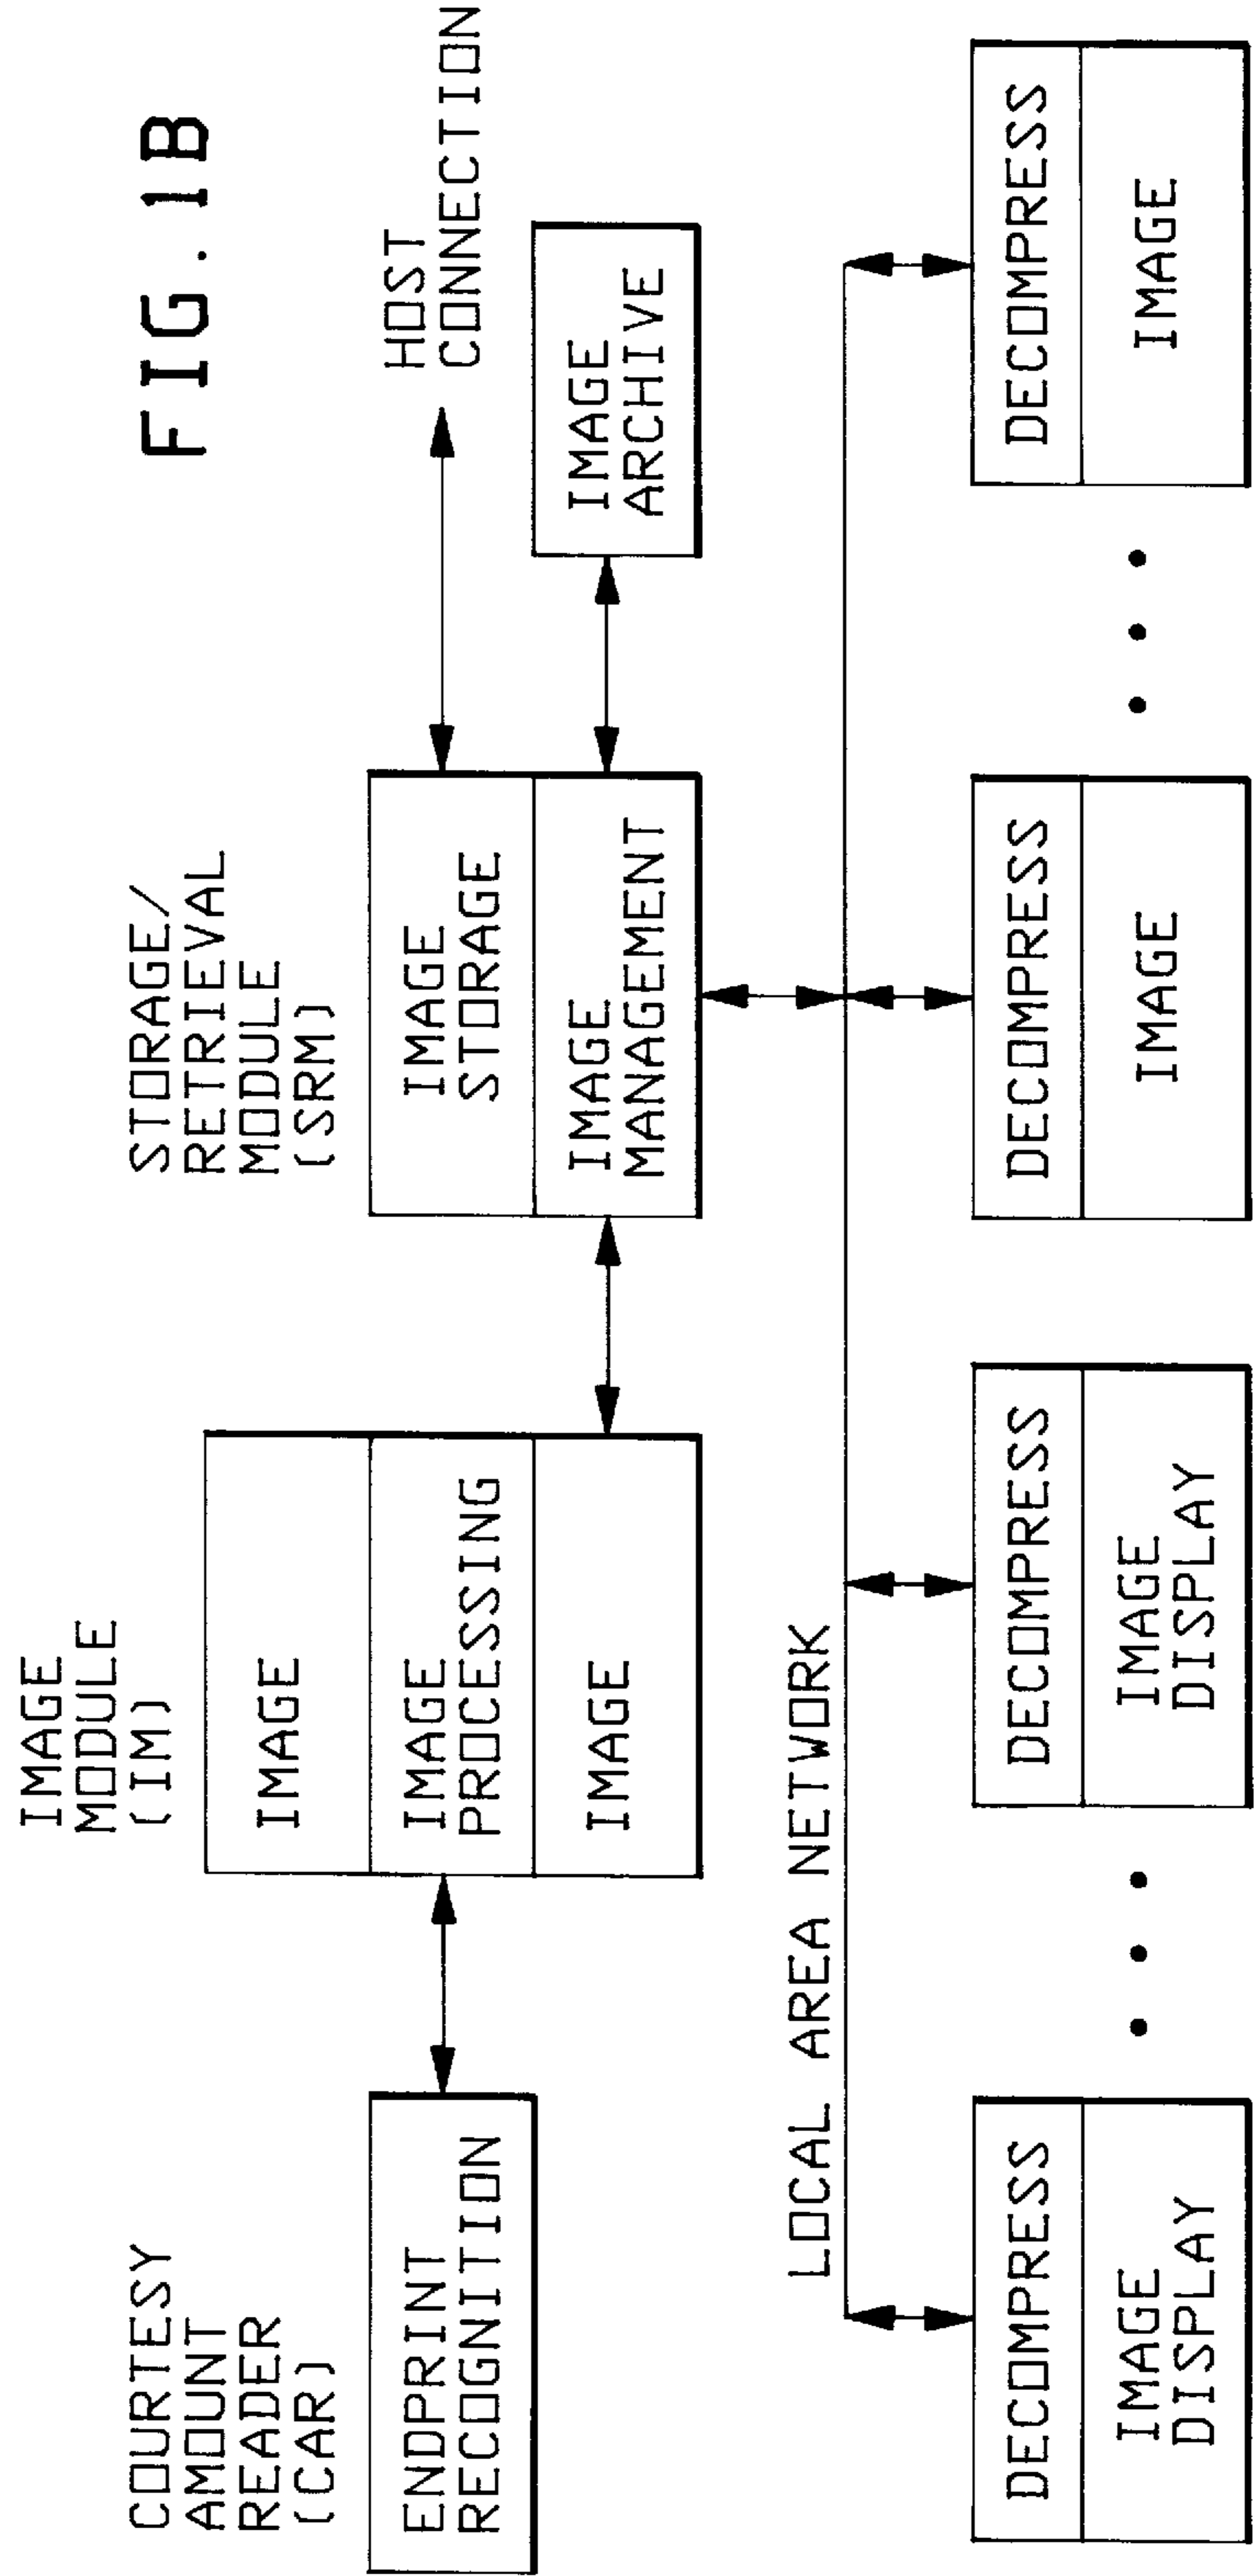 FIG. 1B
COURTESY
AMOUNT
READER
(CAR)
ENDPRINT
RECOGNITION
IMAGE
MODULE
(IM)
IMAGE
IMAGE
PROCESSING
IMAGE
STORAGE/
RETRIEVAL
MODULE
(SRM)
IMAGE
STORAGE
IMAGE
MANAGEMENT
HOST
CONNECTION
IMAGE
ARCHIVE
LOCAL AREA NETWORK
DECOMPRESS
IMAGE
DISPLAY
DECOMPRESS
IMAGE
DISPLAY
DECOMPRESS
IMAGE
DECOMPRESS
IMAGE